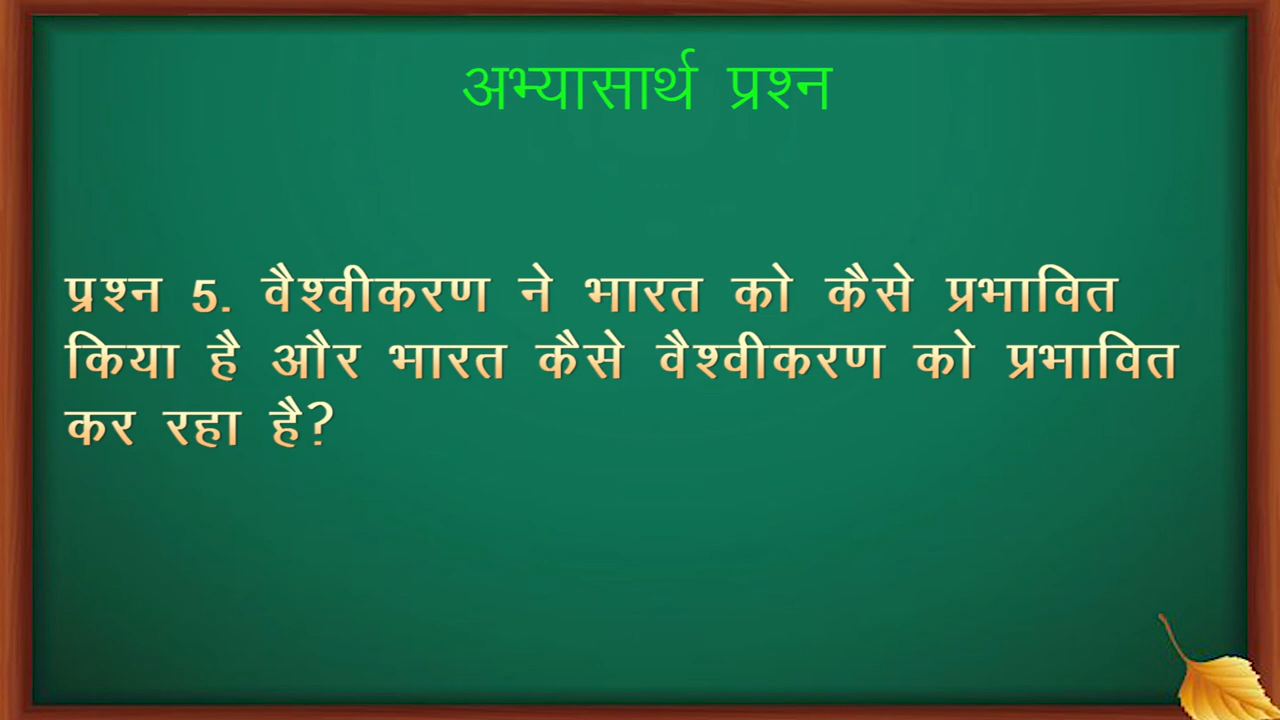 अभ्यासार्थ प्रश्न
प्रश्न 5. वैश्वीकरण ने भारत को कैसे प्रभावित
किया है और भारत कैसे वैश्वीकरण को प्रभावित
कर रहा है?